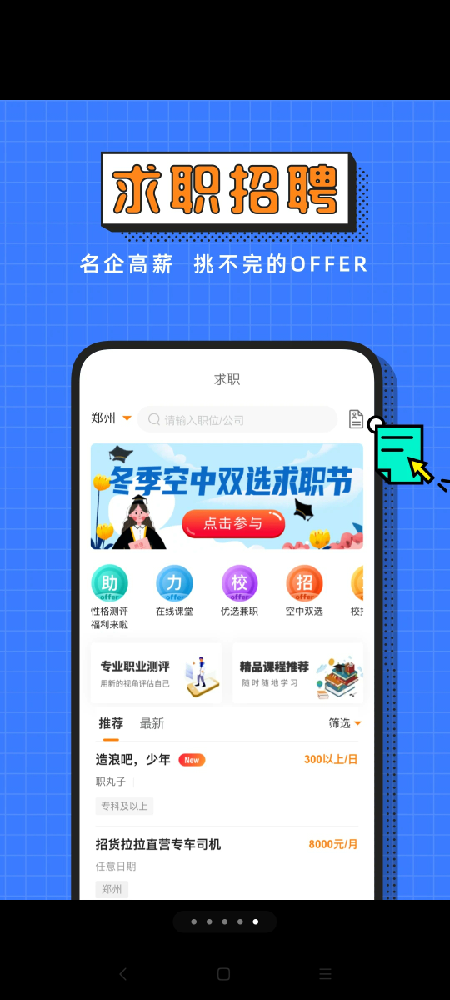 求职招聘
名企高薪 挑不完的OFFER
求职
郑州
请输入职位/公司
冬季空中双选求职节
点击参与
助 力 校 招
offer offer offer offer
性格测评 在线课堂 优选兼职 空中双选
福利来啦
专业职业测评 精品课程推荐
用新的视角评估自己 随时随地学习
推荐 最新 筛选
造浪吧，少年 New 300以上/日
职丸子
专科及以上
招货拉拉直营专车司机 8000元/月
任意日期
郑州